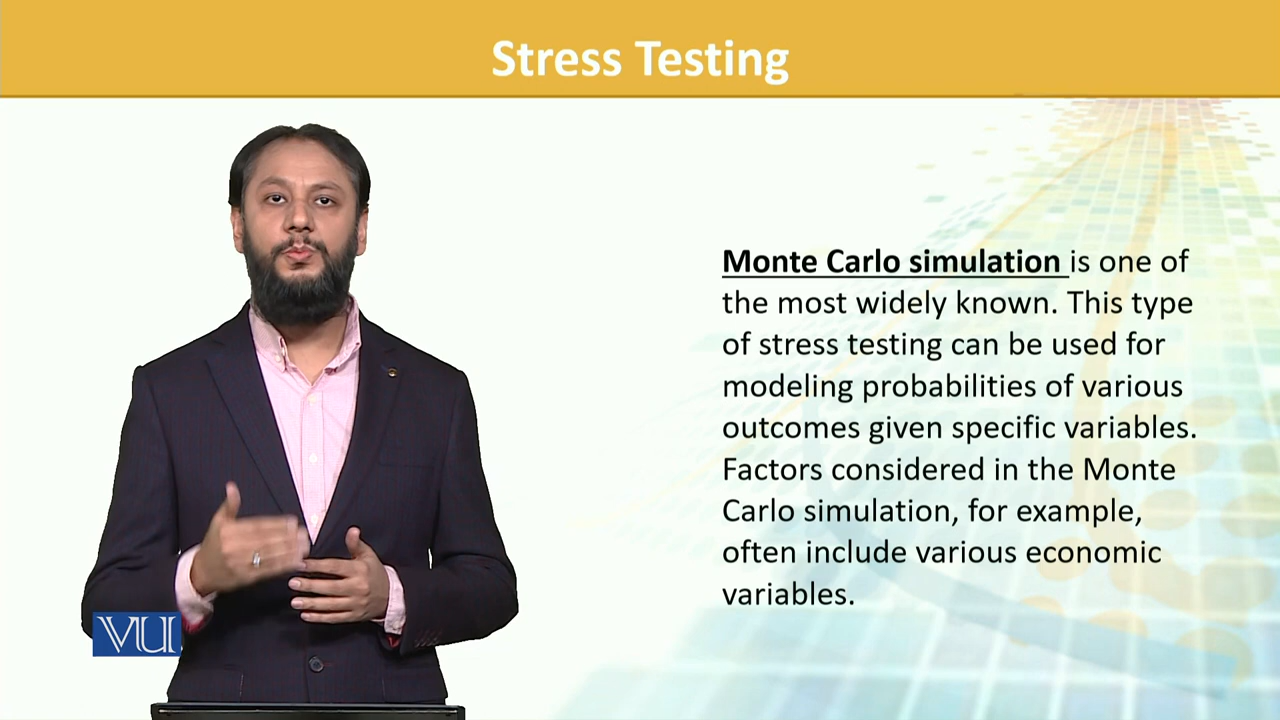 Stress Testing
Monte Carlo simulation is one of
the most widely known. This type
of stress testing can be used for
modeling probabilities of various
outcomes given specific variables.
Factors considered in the Monte
Carlo simulation, for example,
often include various economic
variables.
VU